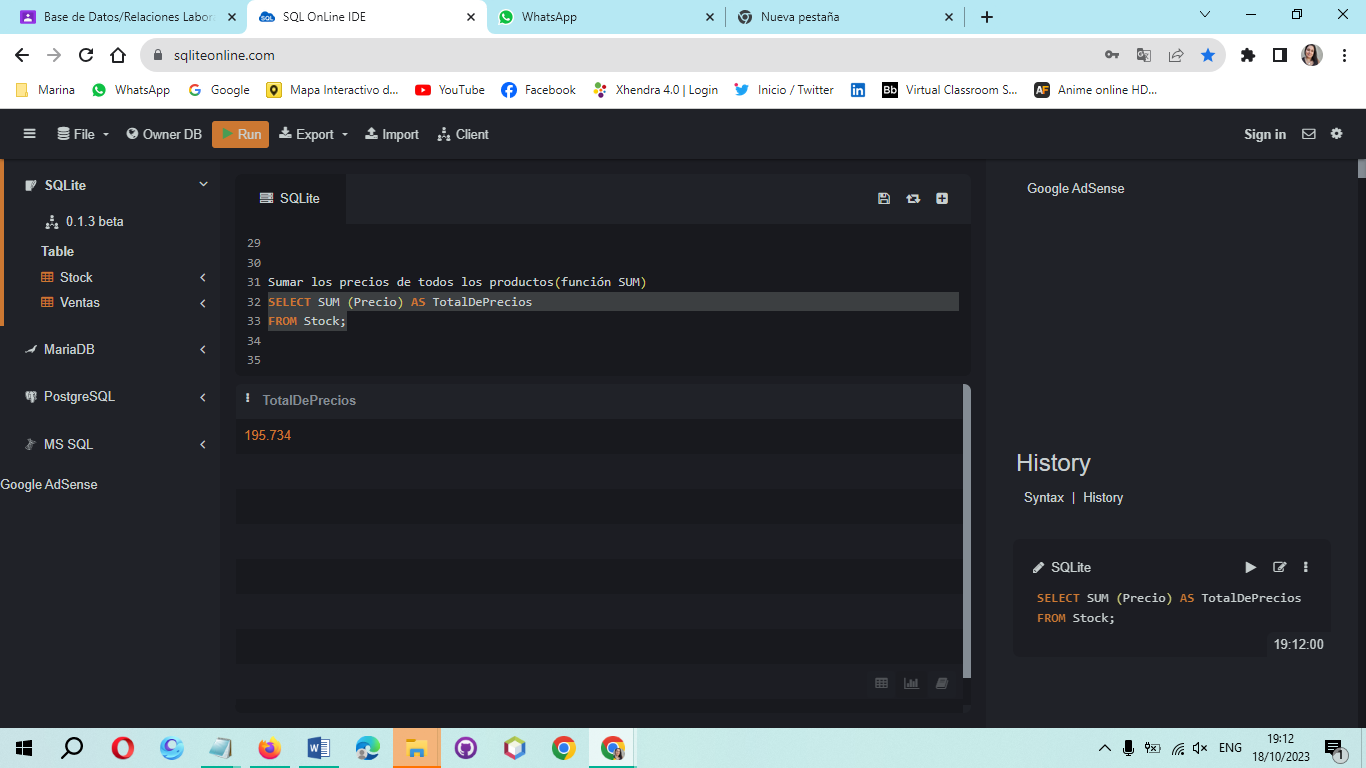 Base de Datos/Relaciones Labor
SQL OnLine IDE
WhatsApp
Nueva pestaña
sqliteonline.com
Marina
WhatsApp
Google
Mapa Interactivo d...
YouTube
Facebook
Xhendra 4.0 | Login
Inicio / Twitter
in
Bb
Virtual Classroom S...
AF
Anime online HD...
File
Owner DB
Run
Export
Import
Client
Sign in
SQLite
0.1.3 beta
Table
Stock
Ventas
MariaDB
PostgreSQL
MS SQL
Google AdSense
SQLite
29
30
31 Sumar los precios de todos los productos(función SUM)
32 SELECT SUM (Precio) AS TotalDePrecios
33 FROM Stock;
34
35
TotalDePrecios
195.734
Google AdSense
History
Syntax | History
SQLite
SELECT SUM (Precio) AS TotalDePrecios
FROM Stock;
19:12:00
ENG
19:12
18/10/2023
1